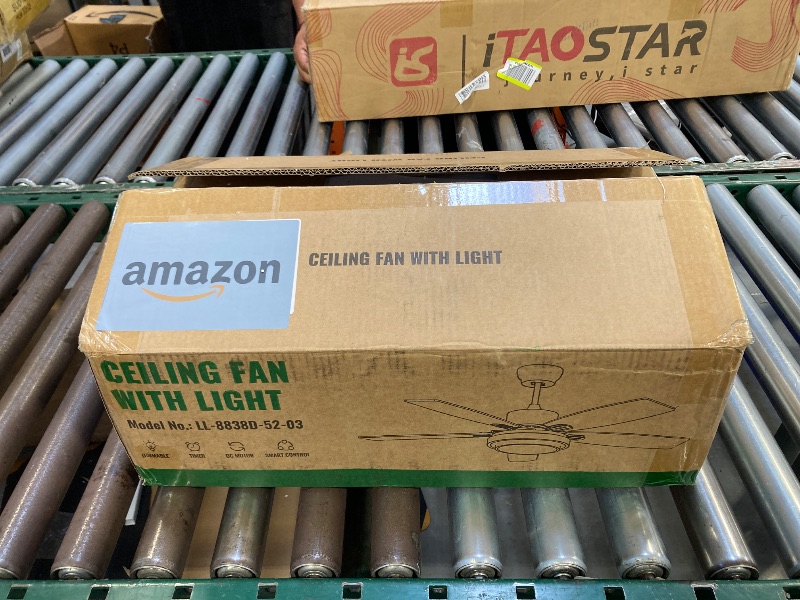 P4
iTAOSTAR
journey, i star
amazon
CEILING FAN WITH LIGHT
CEILING FAN
WITH LIGHT
Model No.: LL-8838D-52-03
DIMMABLE TIMER DC MOTOR SMART CONTROL